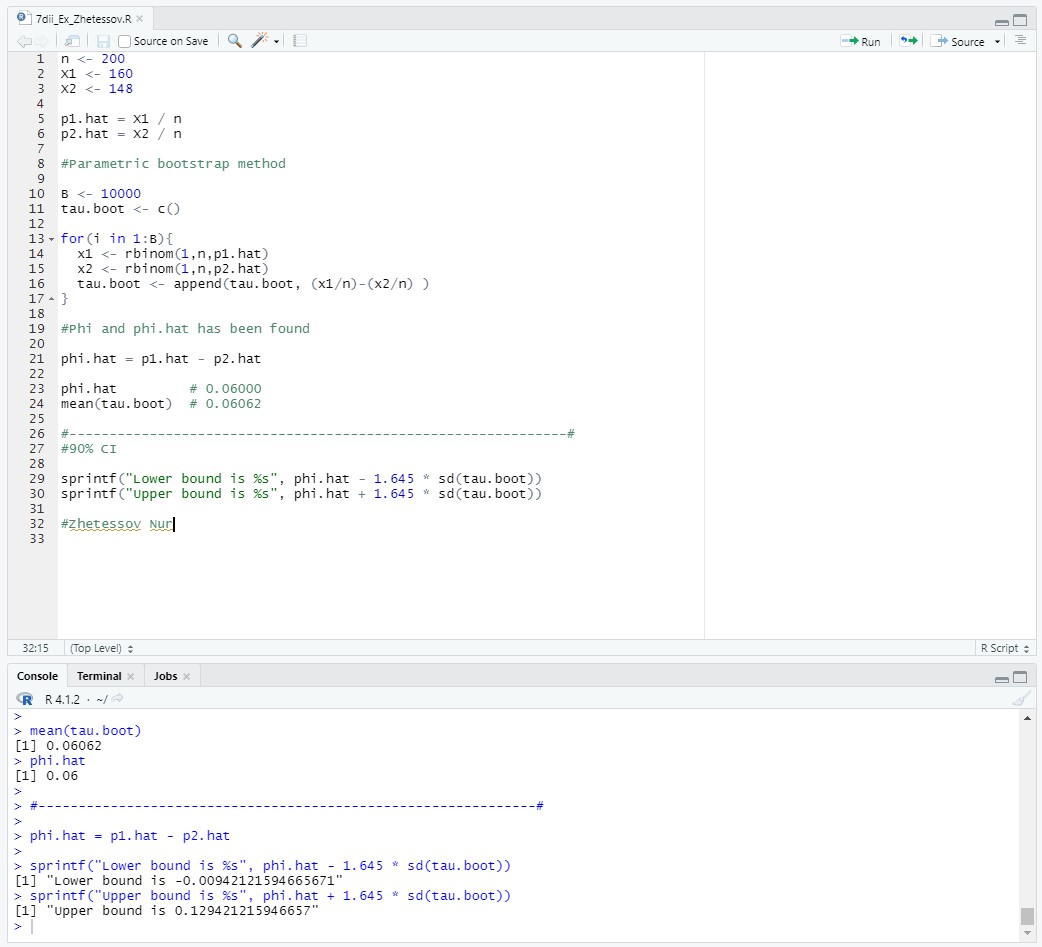 7dii_Ex_Zhetessov.R
Source on Save
Run
Source
1 n <- 200
2 X1 <- 160
3 X2 <- 148
4
5 p1.hat = X1 / n
6 p2.hat = X2 / n
7
8 #Parametric bootstrap method
9
10 B <- 10000
11 tau.boot <- c()
12
13 for(i in 1:B){
14 x1 <- rbinom(1,n,p1.hat)
15 x2 <- rbinom(1,n,p2.hat)
16 tau.boot <- append(tau.boot, (x1/n)-(x2/n) )
17 }
18
19 #Phi and phi.hat has been found
20
21 phi.hat = p1.hat - p2.hat
22
23 phi.hat # 0.06000
24 mean(tau.boot) # 0.06062
25
26 #--------------------------------------------------------------#
27 #90% CI
28
29 sprintf("Lower bound is %s", phi.hat - 1.645 * sd(tau.boot))
30 sprintf("Upper bound is %s", phi.hat + 1.645 * sd(tau.boot))
31
32 #Zhetessov Nur
33
32:15 (Top Level) R Script
Console Terminal Jobs
R 4.1.2 · ~/
>
> mean(tau.boot)
[1] 0.06062
> phi.hat
[1] 0.06
>
> #--------------------------------------------------------------#
>
> phi.hat = p1.hat - p2.hat
>
> sprintf("Lower bound is %s", phi.hat - 1.645 * sd(tau.boot))
[1] "Lower bound is -0.00942121594665671"
> sprintf("Upper bound is %s", phi.hat + 1.645 * sd(tau.boot))
[1] "Upper bound is 0.129421215946657"
>